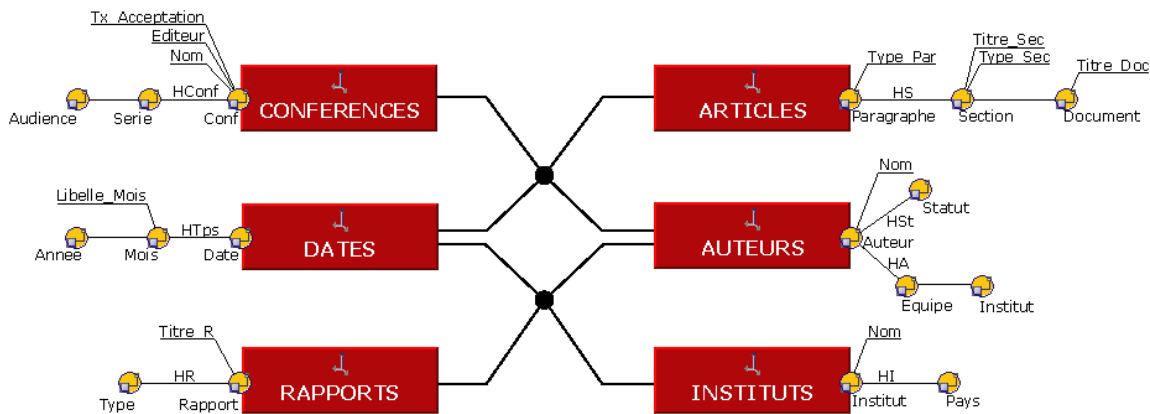 Tx_Acceptation
Editeur
Nom
HConf
Audience
Serie
Conf
CONFERENCES
ARTICLES
Type_Par
Titre_Sec
Type_Sec
Titre_Doc
HS
Paragraphe
Section
Document
Libelle_Mois
HTps
Annee
Mois
Date
DATES
AUTEURS
Nom
Statut
HSt
Auteur
HA
Equipe
Institut
Titre_R
HR
Type
Rapport
RAPPORTS
INSTITUTS
Nom
HI
Institut
Pays